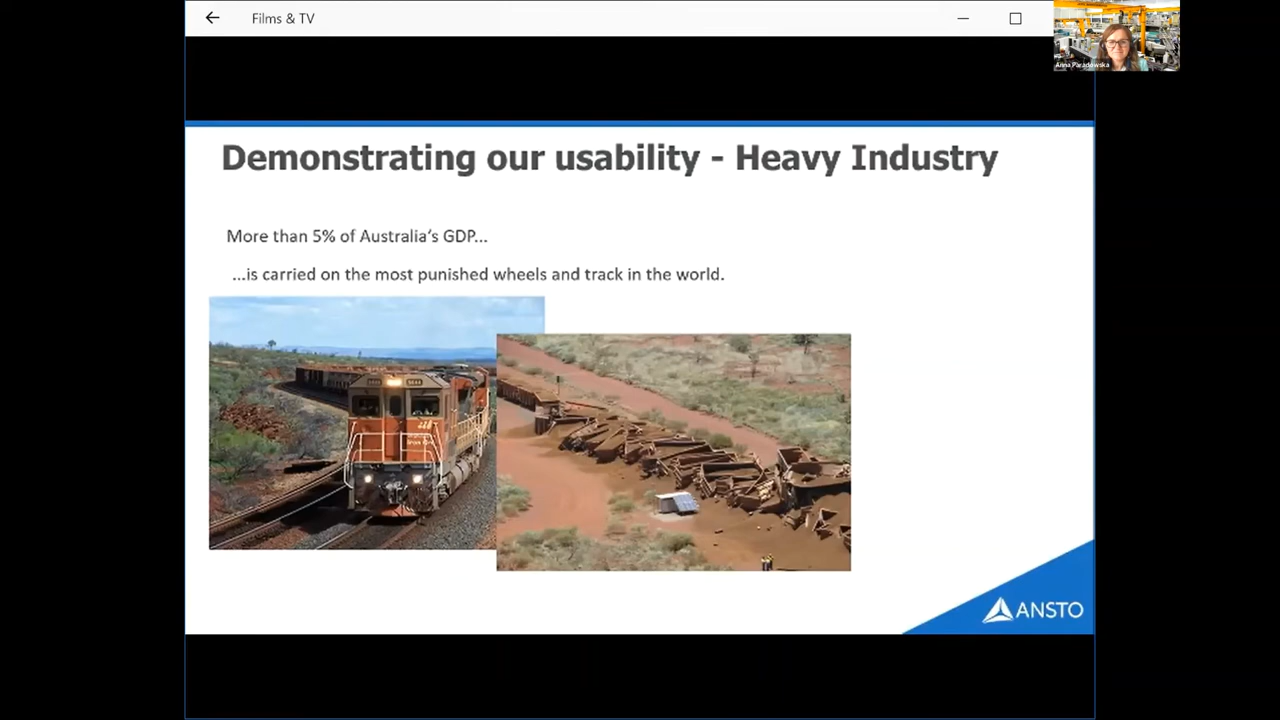 Films & TV
Anna Paradowska
Demonstrating our usability - Heavy Industry
More than 5% of Australia's GDP...
...is carried on the most punished wheels and track in the world.
ANSTO